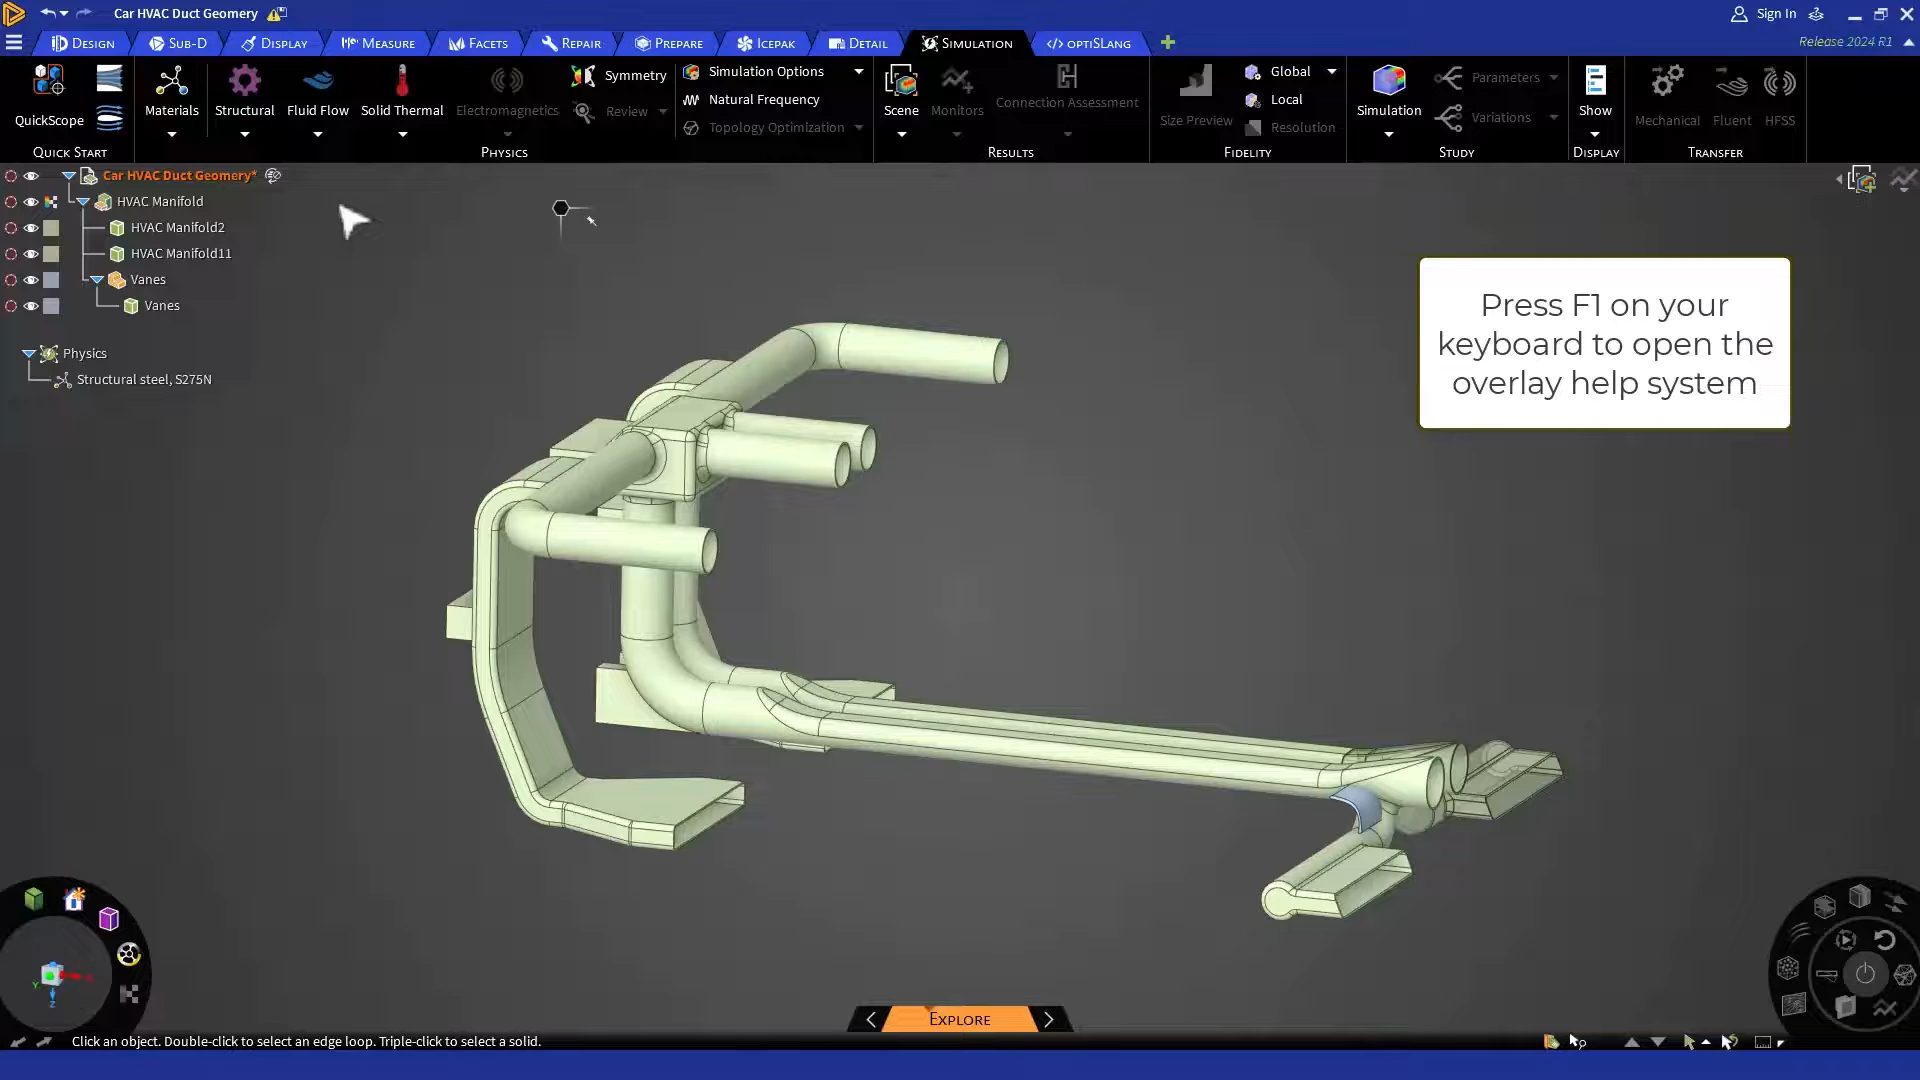 Car HVAC Duct Geometry
Sign In
Design
Sub-D
Display
Measure
Facets
Repair
Prepare
Icepak
Detail
Simulation
optiSLang
Release 2024 R1
QuickScope
Quick Start
Materials
Structural
Fluid Flow
Solid Thermal
Electromagnetics
Symmetry
Review
Simulation Options
Natural Frequency
Topology Optimization
Physics
Scene
Monitors
Connection Assessment
Results
Size Preview
Global
Local
Resolution
Fidelity
Simulation
Parameters
Variations
Study
Show
Display
Mechanical
Fluent
HFSS
Transfer
Car HVAC Duct Geometry*
HVAC Manifold
HVAC Manifold2
HVAC Manifold11
Vanes
Vanes
Physics
Structural steel, S275N
Press F1 on your
keyboard to open the
overlay help system
Y
Z
Explore
Click an object. Double-click to select an edge loop. Triple-click to select a solid.